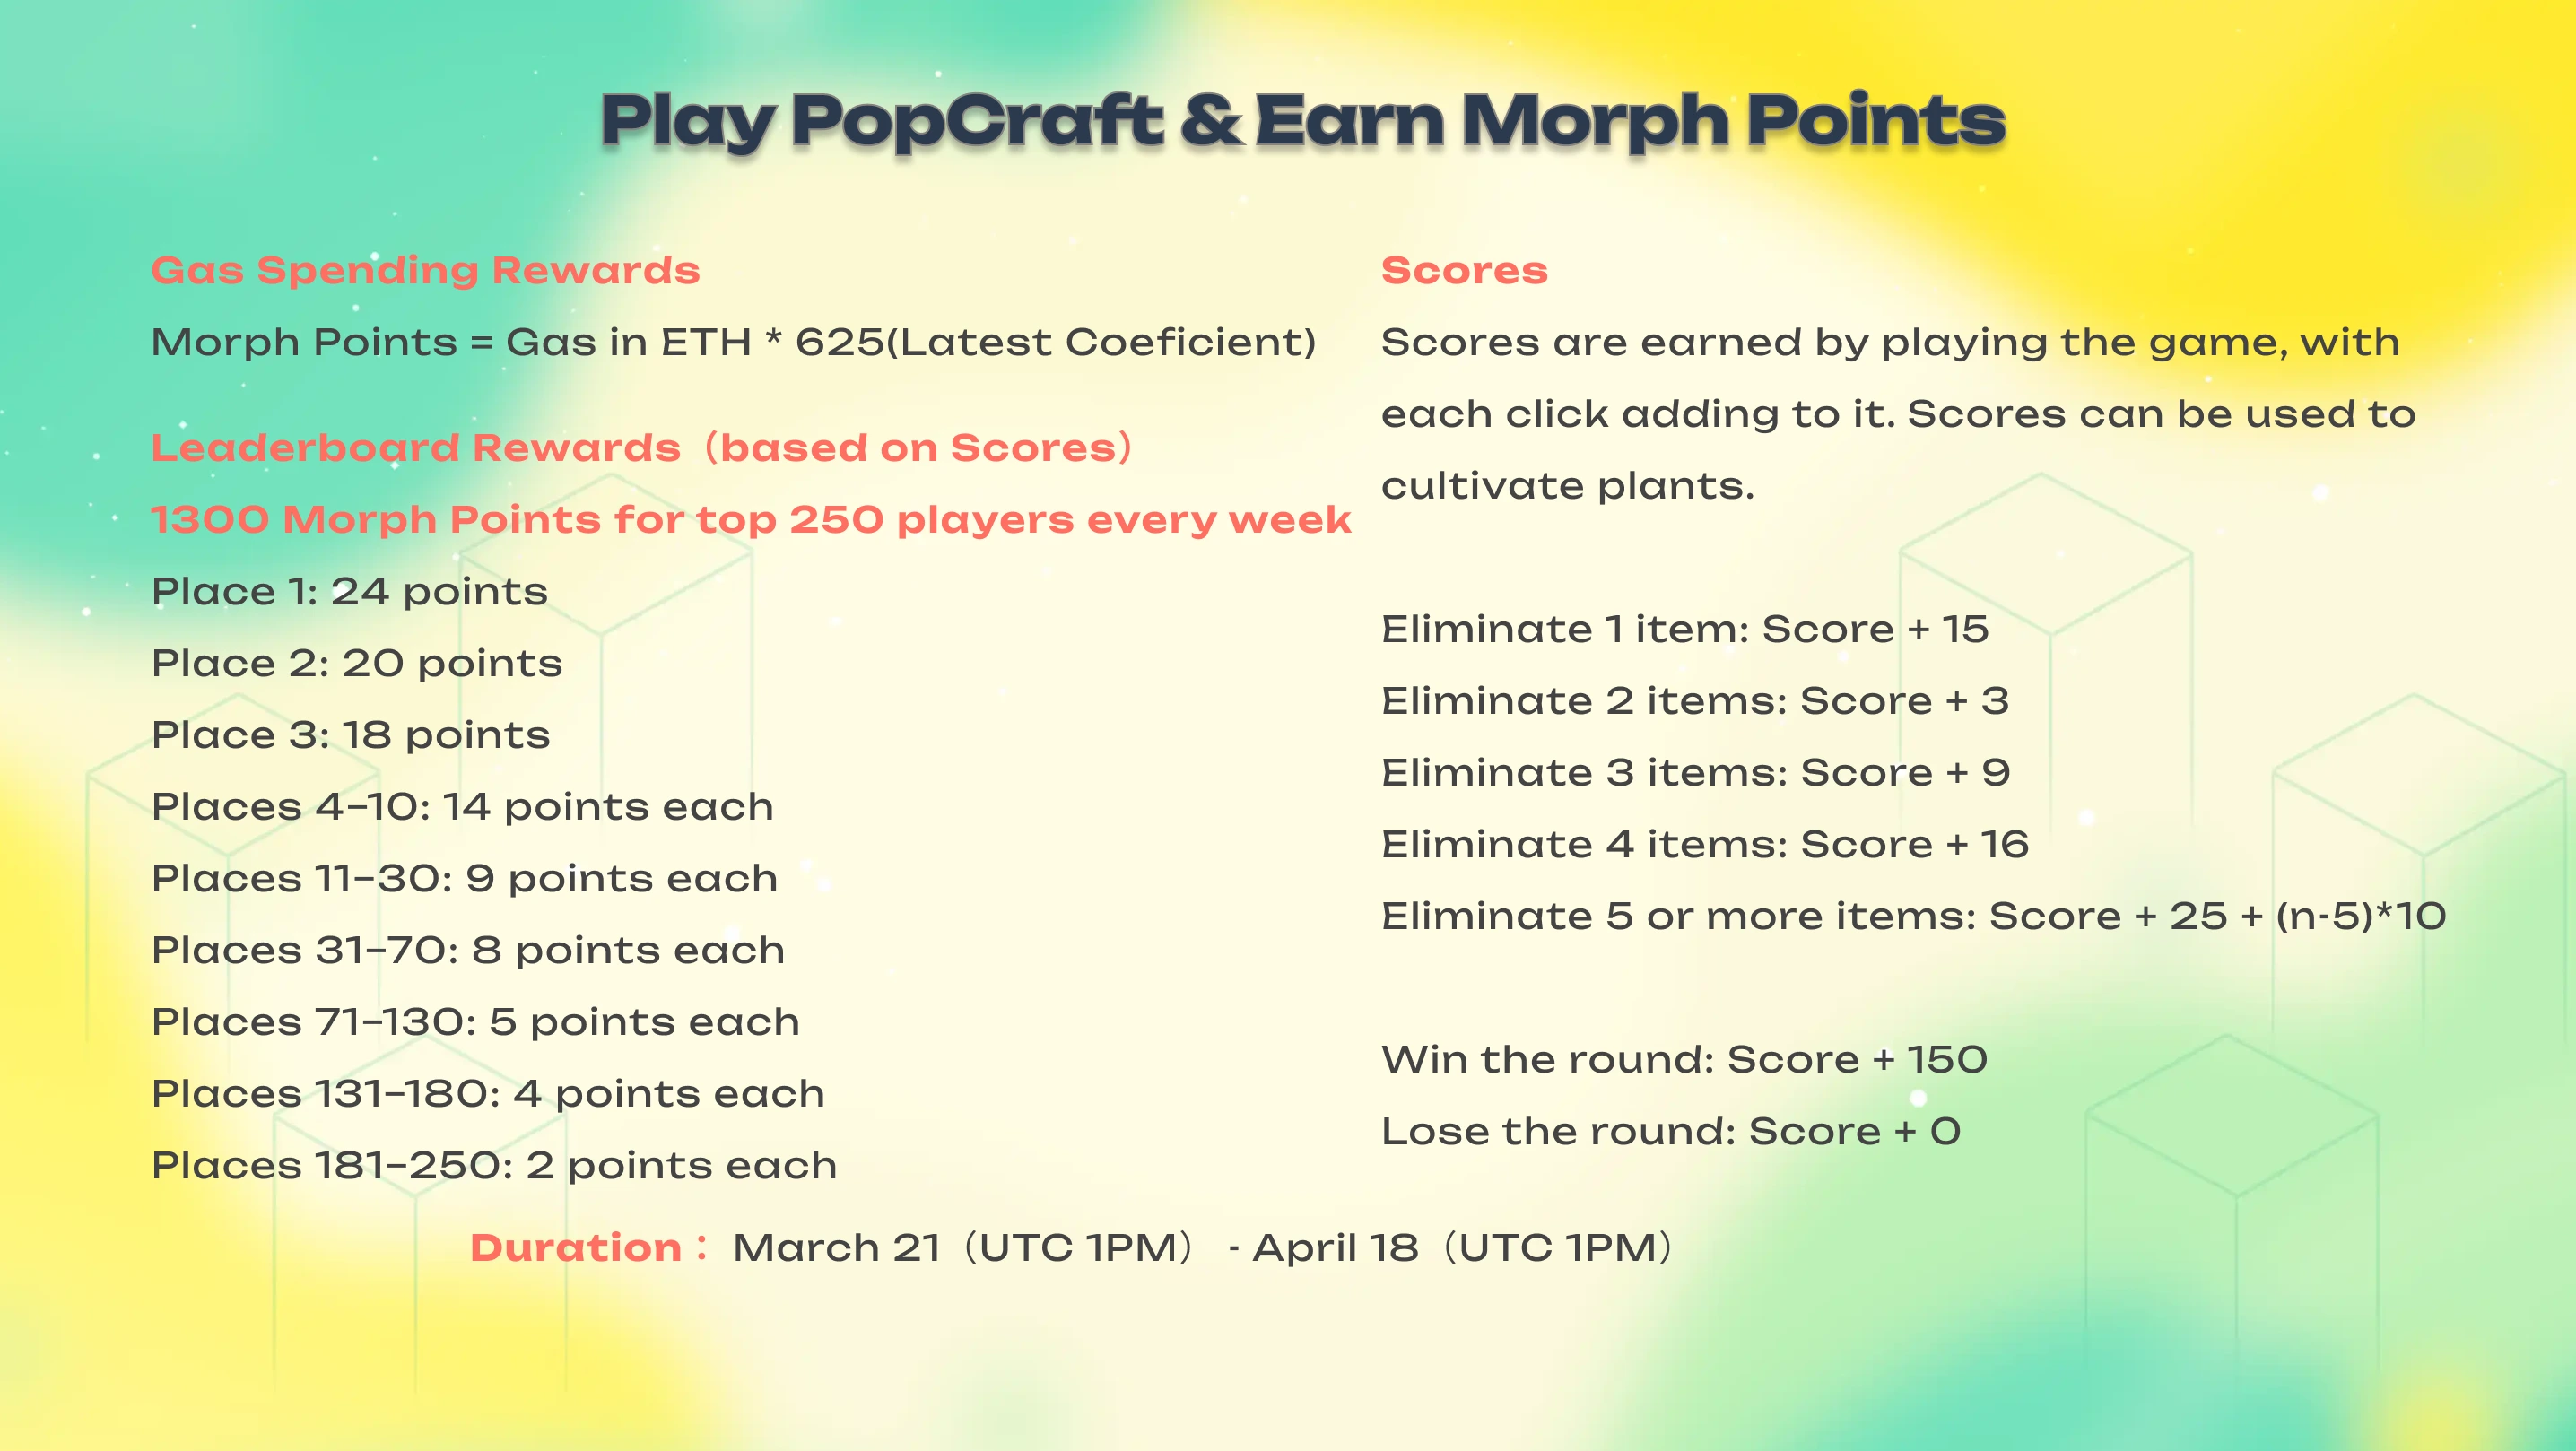 Play PopCraft & Earn Morph Points
Gas Spending Rewards
Morph Points = Gas in ETH * 625(Latest Coeficient)
Leaderboard Rewards（based on Scores）
1300 Morph Points for top 250 players every week
Place 1: 24 points
Place 2: 20 points
Place 3: 18 points
Places 4–10: 14 points each
Places 11–30: 9 points each
Places 31–70: 8 points each
Places 71–130: 5 points each
Places 131–180: 4 points each
Places 181–250: 2 points each
Scores
Scores are earned by playing the game, with
each click adding to it. Scores can be used to
cultivate plants.
Eliminate 1 item: Score + 15
Eliminate 2 items: Score + 3
Eliminate 3 items: Score + 9
Eliminate 4 items: Score + 16
Eliminate 5 or more items: Score + 25 + (n-5)*10
Win the round: Score + 150
Lose the round: Score + 0
Duration： March 21（UTC 1PM） - April 18（UTC 1PM）